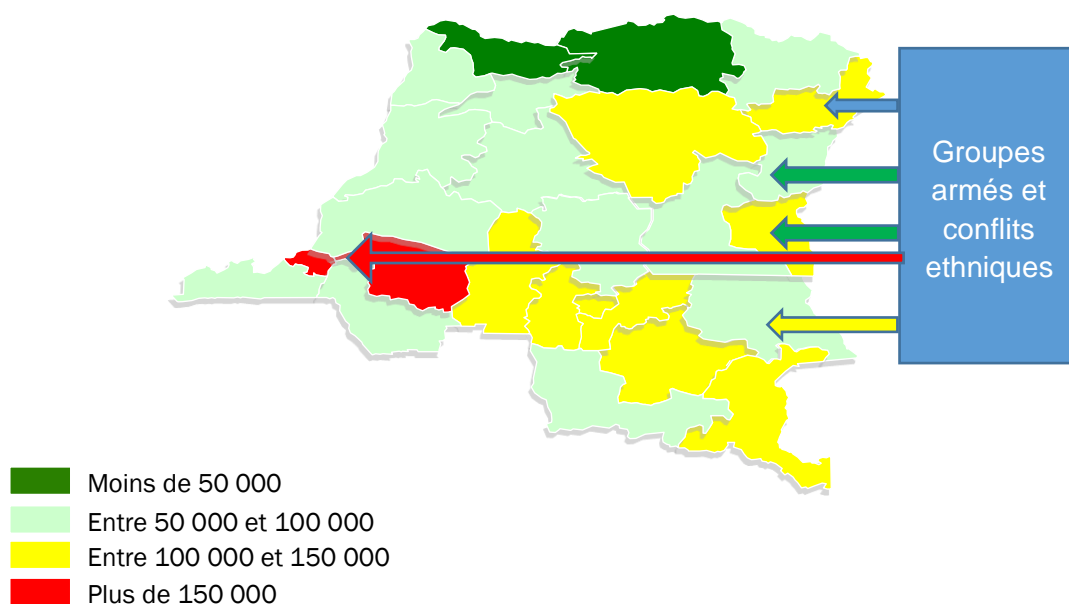 Groupes
armés et
conflits
ethniques
Moins de 50 000
Entre 50 000 et 100 000
Entre 100 000 et 150 000
Plus de 150 000